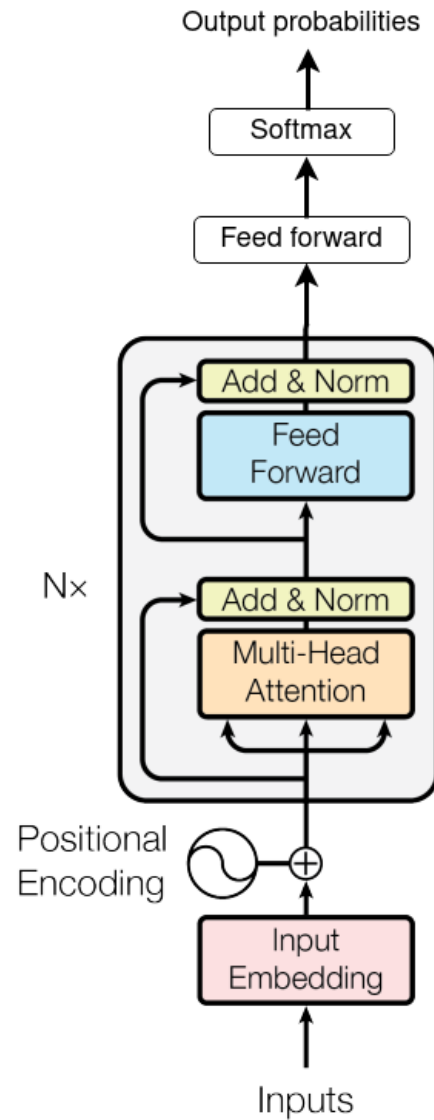 Output probabilities
Softmax
Feed forward
Add & Norm
Feed
Forward
N×
Add & Norm
Multi-Head
Attention
Positional
Encoding
Input
Embedding
Inputs